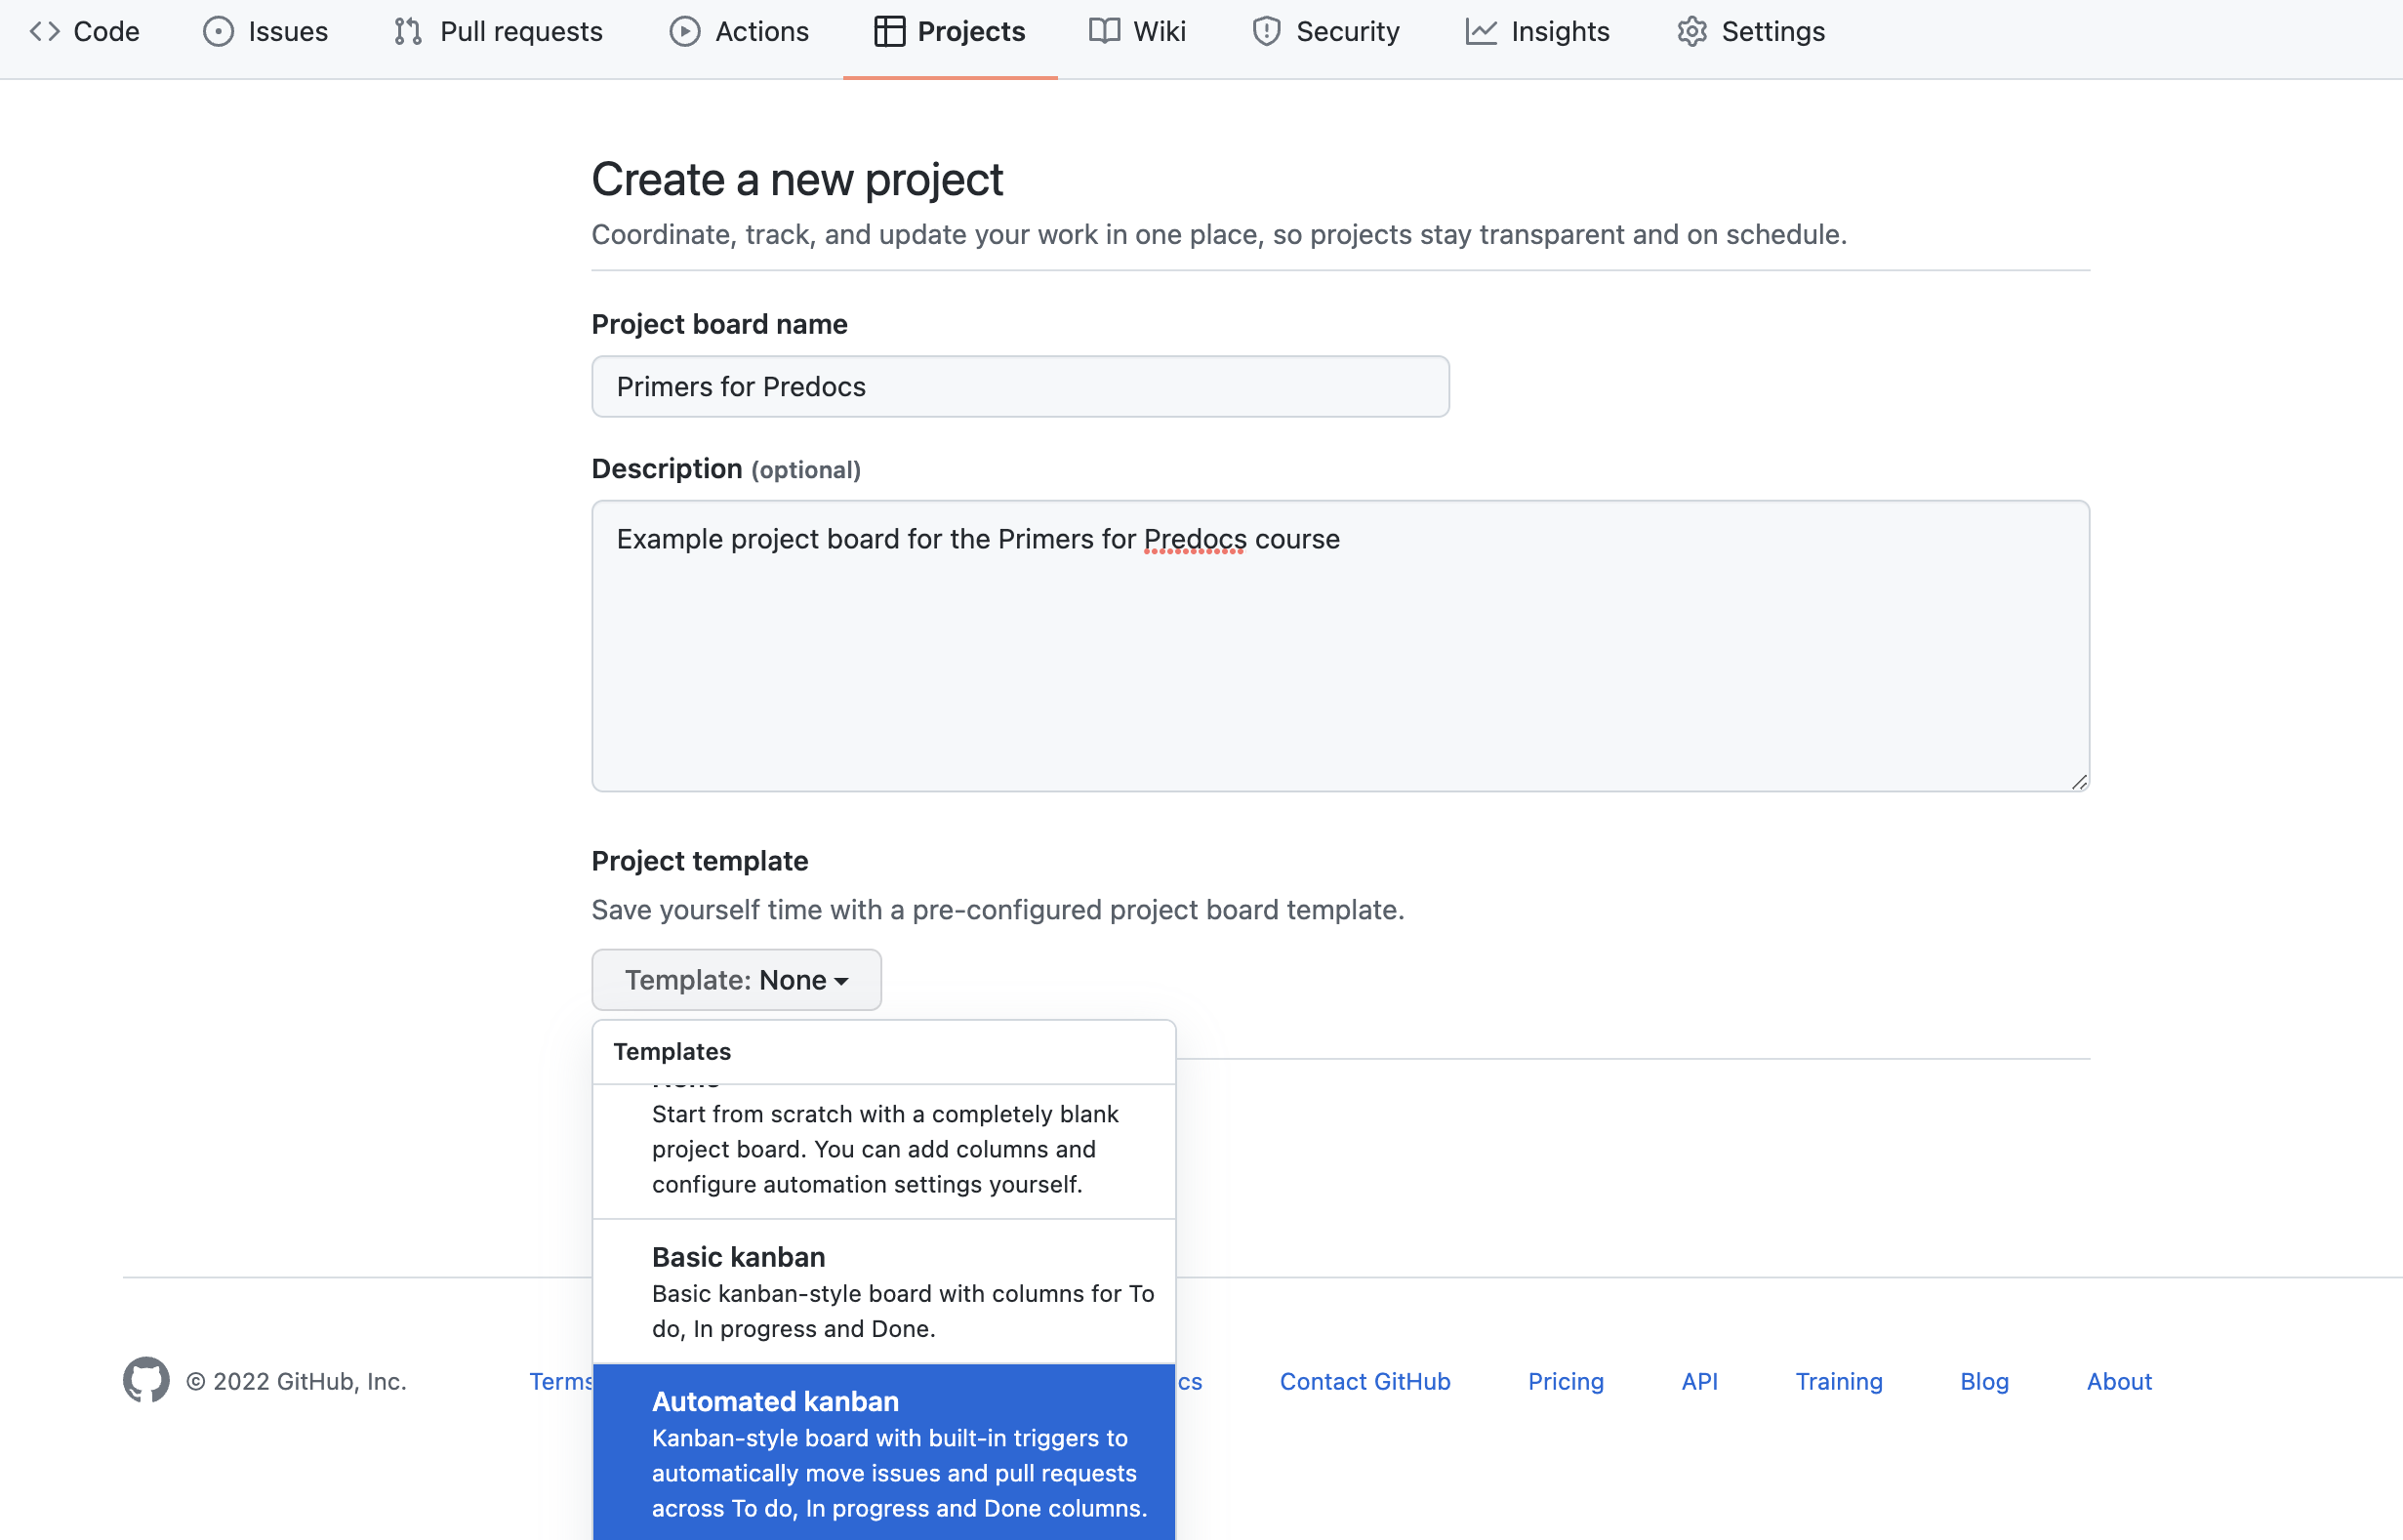 Code Issues Pull requests Actions Projects Wiki Security Insights Settings
Create a new project
Coordinate, track, and update your work in one place, so projects stay transparent and on schedule.
Project board name
Primers for Predocs
Description (optional)
Example project board for the Primers for Predocs course
Project template
Save yourself time with a pre-configured project board template.
Template: None
Templates
None
Start from scratch with a completely blank
project board. You can add columns and
configure automation settings yourself.
Basic kanban
Basic kanban-style board with columns for To
do, In progress and Done.
Automated kanban
Kanban-style board with built-in triggers to
automatically move issues and pull requests
across To do, In progress and Done columns.
© 2022 GitHub, Inc. Terms cs Contact GitHub Pricing API Training Blog About